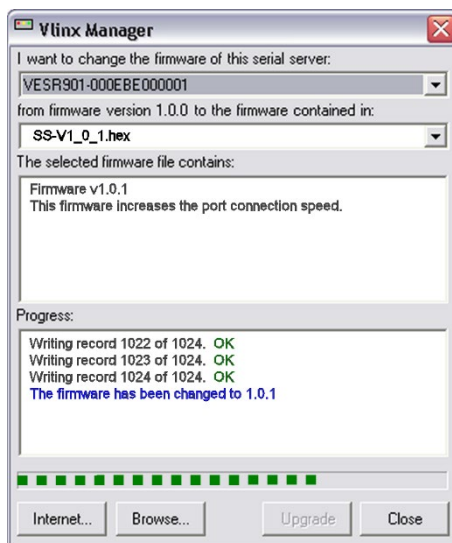 Vlinx Manager
I want to change the firmware of this serial server:
VESR901-000EBE000001
from firmware version 1.0.0 to the firmware contained in:
SS-V1_0_1.hex
The selected firmware file contains:
Firmware v1.0.1
This firmware increases the port connection speed.
Progress:
Writing record 1022 of 1024. OK
Writing record 1023 of 1024. OK
Writing record 1024 of 1024. OK
The firmware has been changed to 1.0.1
Internet... Browse... Upgrade Close